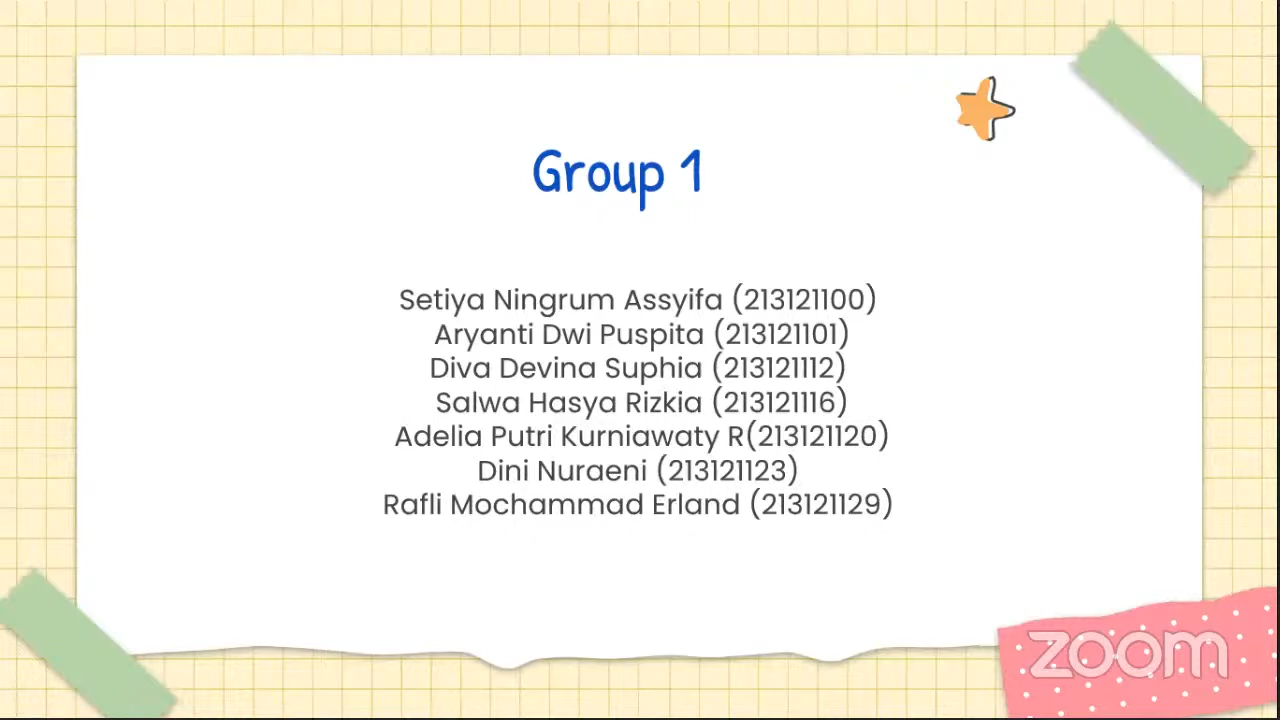 Group 1
Setiya Ningrum Assyifa (213121100)
Aryanti Dwi Puspita (213121101)
Diva Devina Suphia (213121112)
Salwa Hasya Rizkia (213121116)
Adelia Putri Kurniawaty R(213121120)
Dini Nuraeni (213121123)
Rafli Mochammad Erland (213121129)
zoom